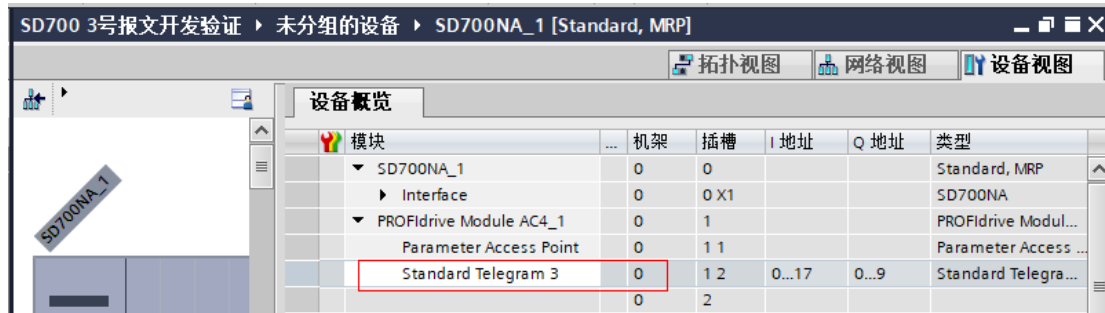 SD700 3号报文开发验证 ▸ 未分组的设备 ▸ SD700NA_1 [Standard, MRP]
拓扑视图 网络视图 设备视图
设备概览
模块 ... 机架 插槽 I 地址 Q 地址 类型
SD700NA_1 0 0 Standard, MRP
Interface 0 0 X1 SD700NA
PROFIdrive Module AC4_1 0 1 PROFIdrive Modul...
Parameter Access Point 0 1 1 Parameter Access ...
Standard Telegram 3 0 1 2 0...17 0...9 Standard Telegra...
0 2
SD700NA_1